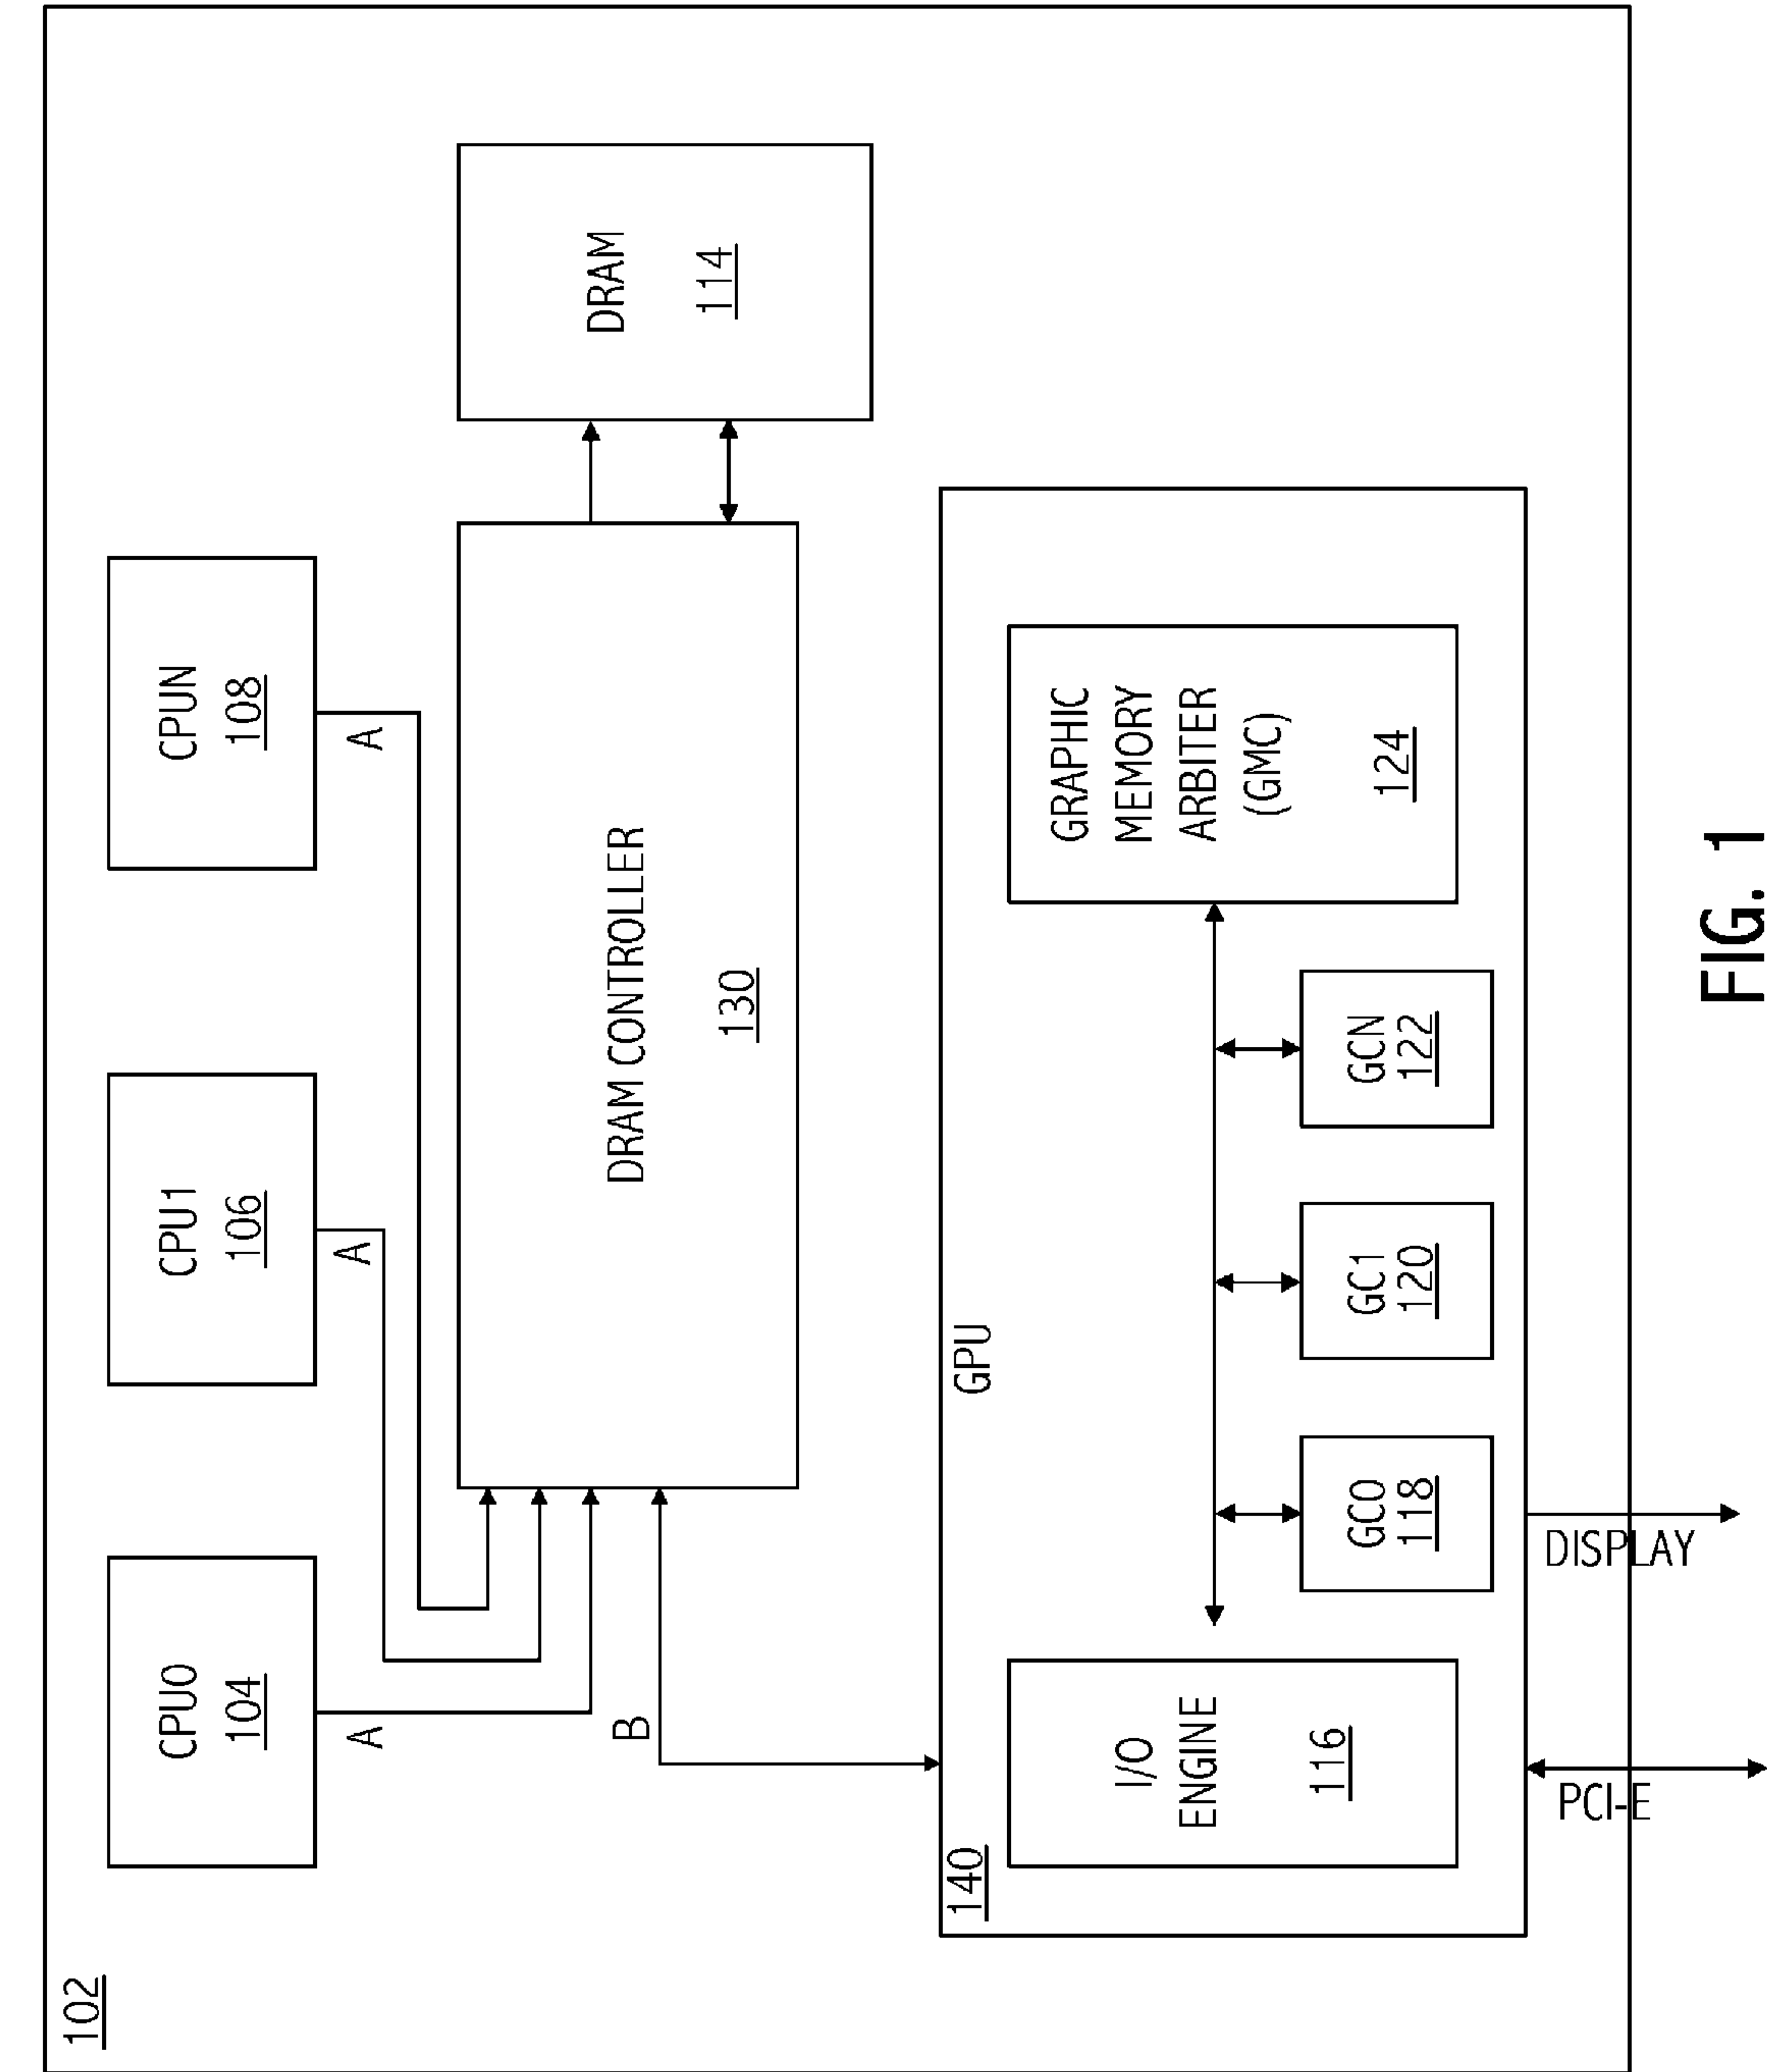 102
CPU0
104
A
CPU1
106
A
CPUN
108
A
B
DRAM CONTROLLER
130
DRAM
114
140
GPU
I/O
ENGINE
116
GC0
118
GC1
120
GCN
122
GRAPHIC
MEMORY
ARBITER
(GMC)
124
PCI-E
DISPLAY
FIG. 1